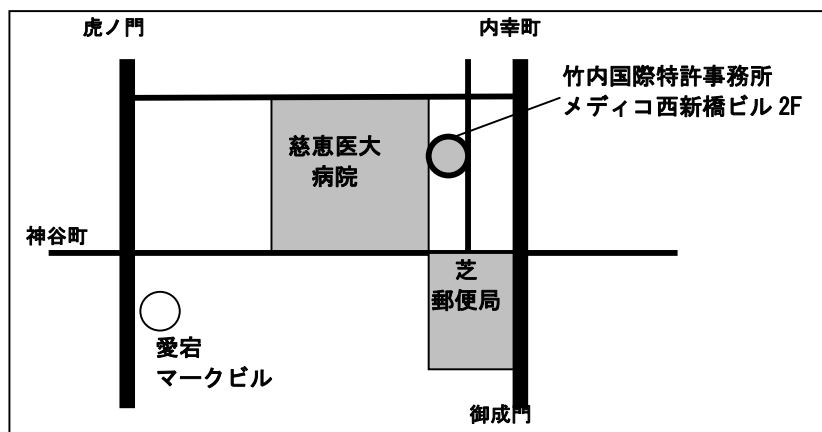 虎ノ門
内幸町
竹内国際特許事務所
メディコ西新橋ビル 2F
慈恵医大
病院
神谷町
芝
郵便局
愛宕
マークビル
御成門